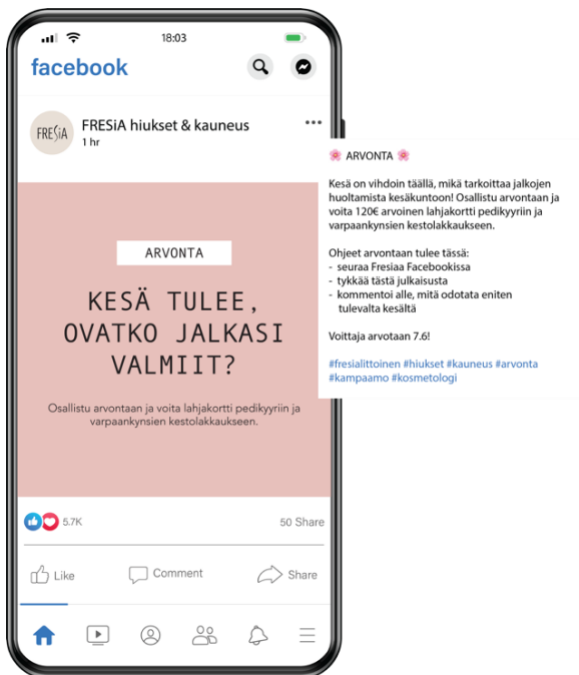 18:03
facebook
FRESiA
FRESiA hiukset & kauneus
1 hr
ARVONTA
KESÄ TULEE,
OVATKO JALKASI
VALMIIT?
Osallistu arvontaan ja voita lahjakortti pedikyyriin ja
varpaankynsien kestolakkaukseen.
5.7K
50 Share
Like
Comment
Share
🌸 ARVONTA 🌸
Kesä on vihdoin täällä, mikä tarkoittaa jalkojen
huoltamista kesäkuntoon! Osallistu arvontaan ja
voita 120€ arvoinen lahjakortti pedikyyriin ja
varpaankynsien kestolakkaukseen.
Ohjeet arvontaan tulee tässä:
- seuraa Fresiaa Facebookissa
- tykkää tästä julkaisusta
- kommentoi alle, mitä odotata eniten
tulevalta kesältä
Voittaja arvotaan 7.6!
#fresialittoinen #hiukset #kauneus #arvonta
#kampaamo #kosmetologi